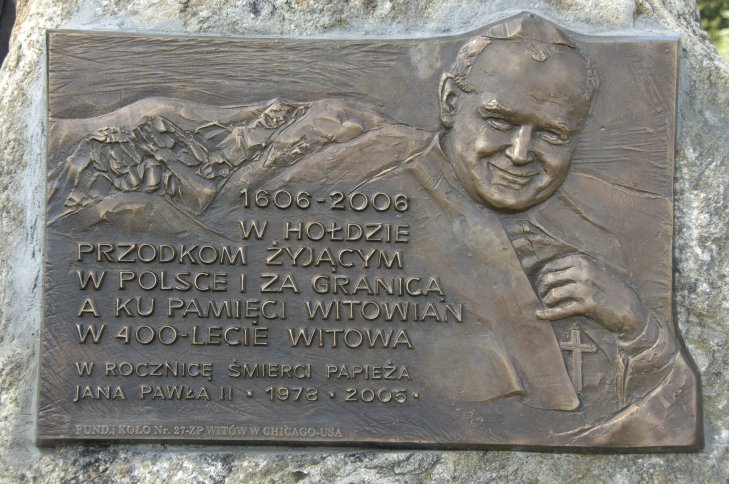 1606-2006
W HOŁDZIE
PRZODKOM ŻYJĄCYM
W POLSCE I ZA GRANICĄ
A KU PAMIĘCI WITOWIAN
W 400-LECIE WITOWA
W ROCZNICĘ ŚMIERCI PAPIEŻA
JANA PAWŁA II • 1978 • 2005 •
FUND.; KOŁO Nr. 27-ZP WITÓW W CHICAGO-USA